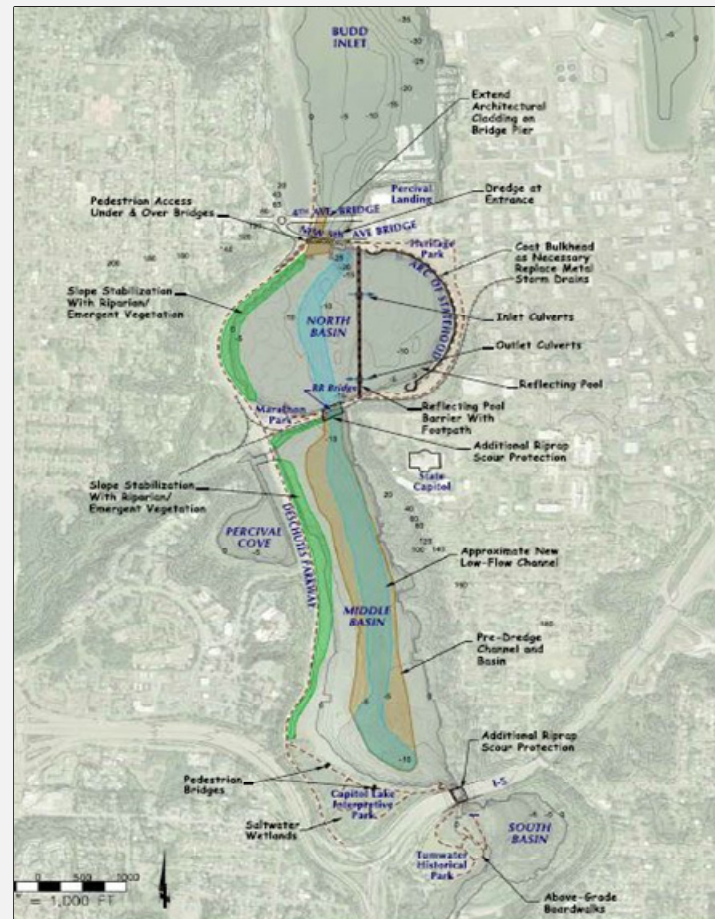 BUDD
INLET
Extend
Architectural
Cladding on
Bridge Pier
Percival
Landing
Dredge at
Entrance
Pedestrian Access
Under & Over Bridges
4TH AVE BRIDGE
AVE BRIDGE
Heritage
Park
Coat Bulkhead
as Necessary
Replace Metal
Storm Drains
ARC OF STATEHOOD
Slope Stabilization
With Riparian/
Emergent Vegetation
NORTH
BASIN
Inlet Culverts
Outlet Culverts
RR Bridge
Reflecting Pool
Marathon
Park
Reflecting Pool
Barrier With
Footpath
Additional Riprap
Scour Protection
State
Capitol
Slope Stabilization
With Riparian/
Emergent Vegetation
PERCIVAL
COVE
DESCHUTES PARKWAY
Approximate New
Low-Flow Channel
MIDDLE
BASIN
Pre-Dredge
Channel and
Basin
Additional Riprap
Scour Protection
Pedestrian
Bridges
I-5
Capitol Lake
Interpretive
Park
Saltwater
Wetlands
SOUTH
BASIN
Tumwater
Historical
Park
Above-Grade
Boardwalks
0 500 1000
" = 1,000 FT